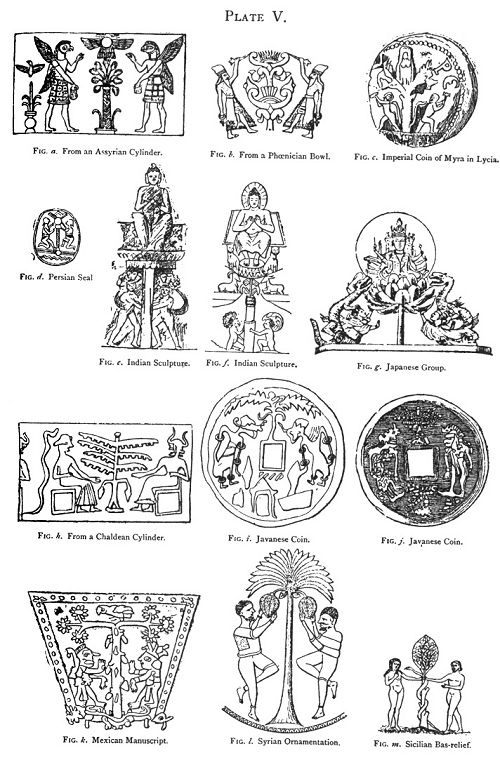 PLATE V.
FIG. a. From an Assyrian Cylinder.
FIG. b. From a Phœnician Bowl.
FIG. c. Imperial Coin of Myra in Lycia.
FIG. d. Persian Seal
FIG. e. Indian Sculpture.
FIG. f. Indian Sculpture.
FIG. g. Japanese Group.
FIG. h. From a Chaldean Cylinder.
FIG. i. Javanese Coin.
FIG. j. Javanese Coin.
FIG. k. Mexican Manuscript.
FIG. l. Syrian Ornamentation.
FIG. m. Sicilian Bas-relief.